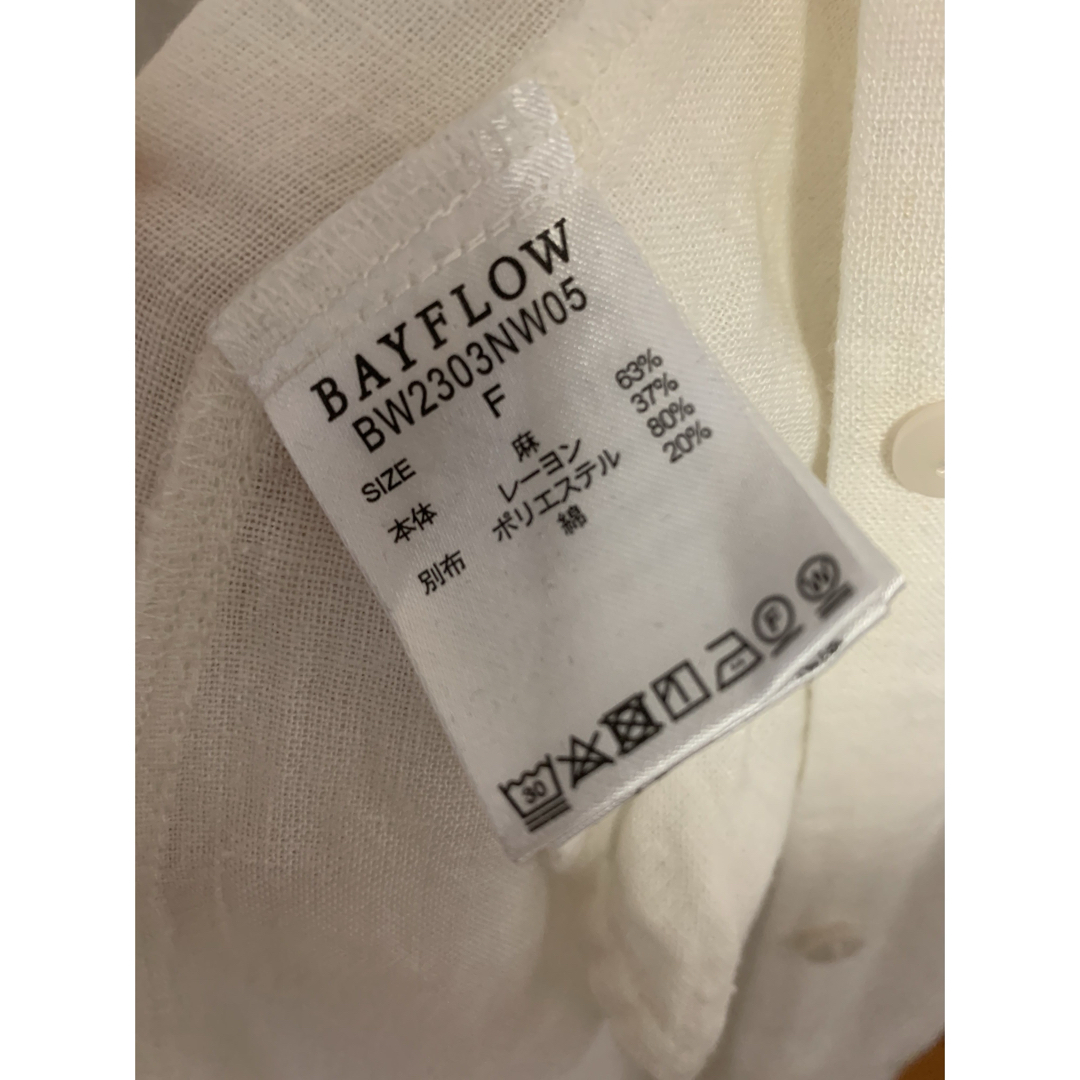 BAYFLOW
BW2303NW05
SIZE F
本体 麻 63%
レーヨン 37%
別布 ポリエステル 80%
綿 20%
30
F
W